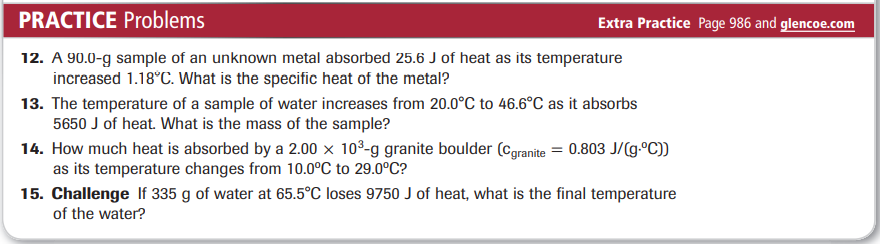 PRACTICE Problems
Extra Practice Page 986 and glencoe.com
12. A 90.0-g sample of an unknown metal absorbed 25.6 J of heat as its temperature
increased 1.18°C. What is the specific heat of the metal?
13. The temperature of a sample of water increases from 20.0°C to 46.6°C as it absorbs
5650 J of heat. What is the mass of the sample?
14. How much heat is absorbed by a 2.00 × 10³-g granite boulder (c_granite = 0.803 J/(g·°C))
as its temperature changes from 10.0°C to 29.0°C?
15. Challenge If 335 g of water at 65.5°C loses 9750 J of heat, what is the final temperature
of the water?